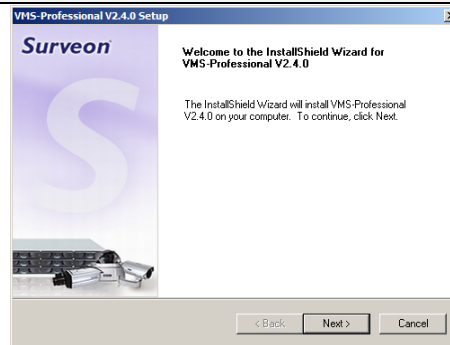 VMS-Professional V2.4.0 Setup
Surveon
Welcome to the InstallShield Wizard for
VMS-Professional V2.4.0
The InstallShield Wizard will install VMS-Professional
V2.4.0 on your computer. To continue, click Next.
< Back
Next >
Cancel